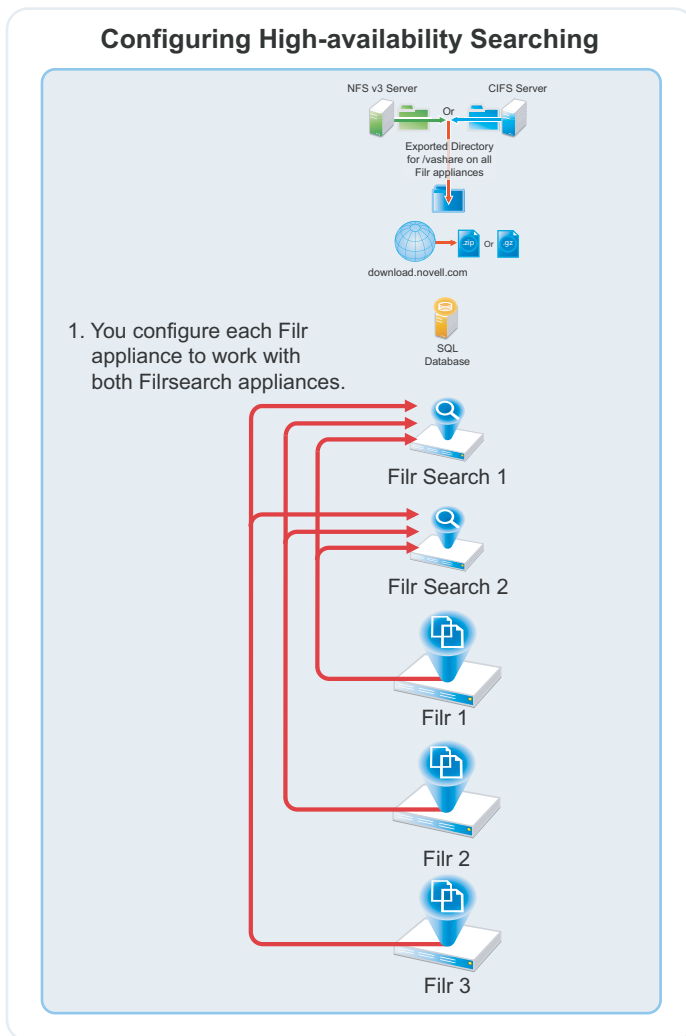 Configuring High-availability Searching
NFS v3 Server
CIFS Server
Or
Exported Directory
for /vashare on all
Filr appliances
.zip
Or
.gz
download.novell.com
SQL
Database
1. You configure each Filr
appliance to work with
both Filrsearch appliances.
Filr Search 1
Filr Search 2
Filr 1
Filr 2
Filr 3